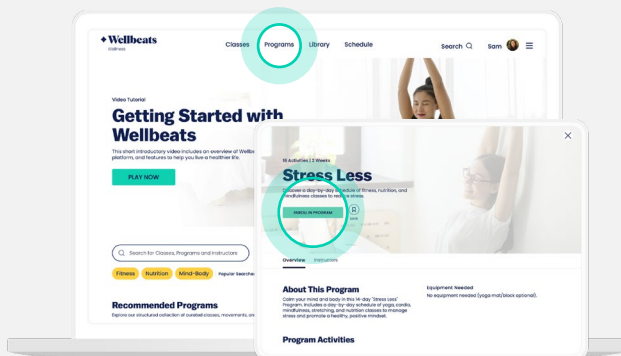 Wellbeats
Wellness
Classes Programs Library Schedule Search Sam
Video Tutorial
Getting Started with
Wellbeats
This short introductory video includes an overview of Wellb
platform, and features to help you live a healthier life.
PLAY NOW
Search for Classes, Programs and Instructors
Fitness Nutrition Mind-Body Popular Searches
Recommended Programs
Explore our structured collection of curated classes, movements, an
18 Activities | 2 Weeks
Stress Less
Discover a day-by-day schedule of fitness, nutrition, and
mindfulness classes to reduce stress.
ENROLL IN PROGRAM
SAVE
Overview Instructors
About This Program
Calm your mind and body in this 14-day "Stress Less"
Program. Includes a day-by-day schedule of yoga, cardio,
mindfulness, stretching, and nutrition classes to manage
stress and promote a healthy, positive mindset.
Equipment Needed
No equipment needed (yoga mat/block optional).
Program Activities